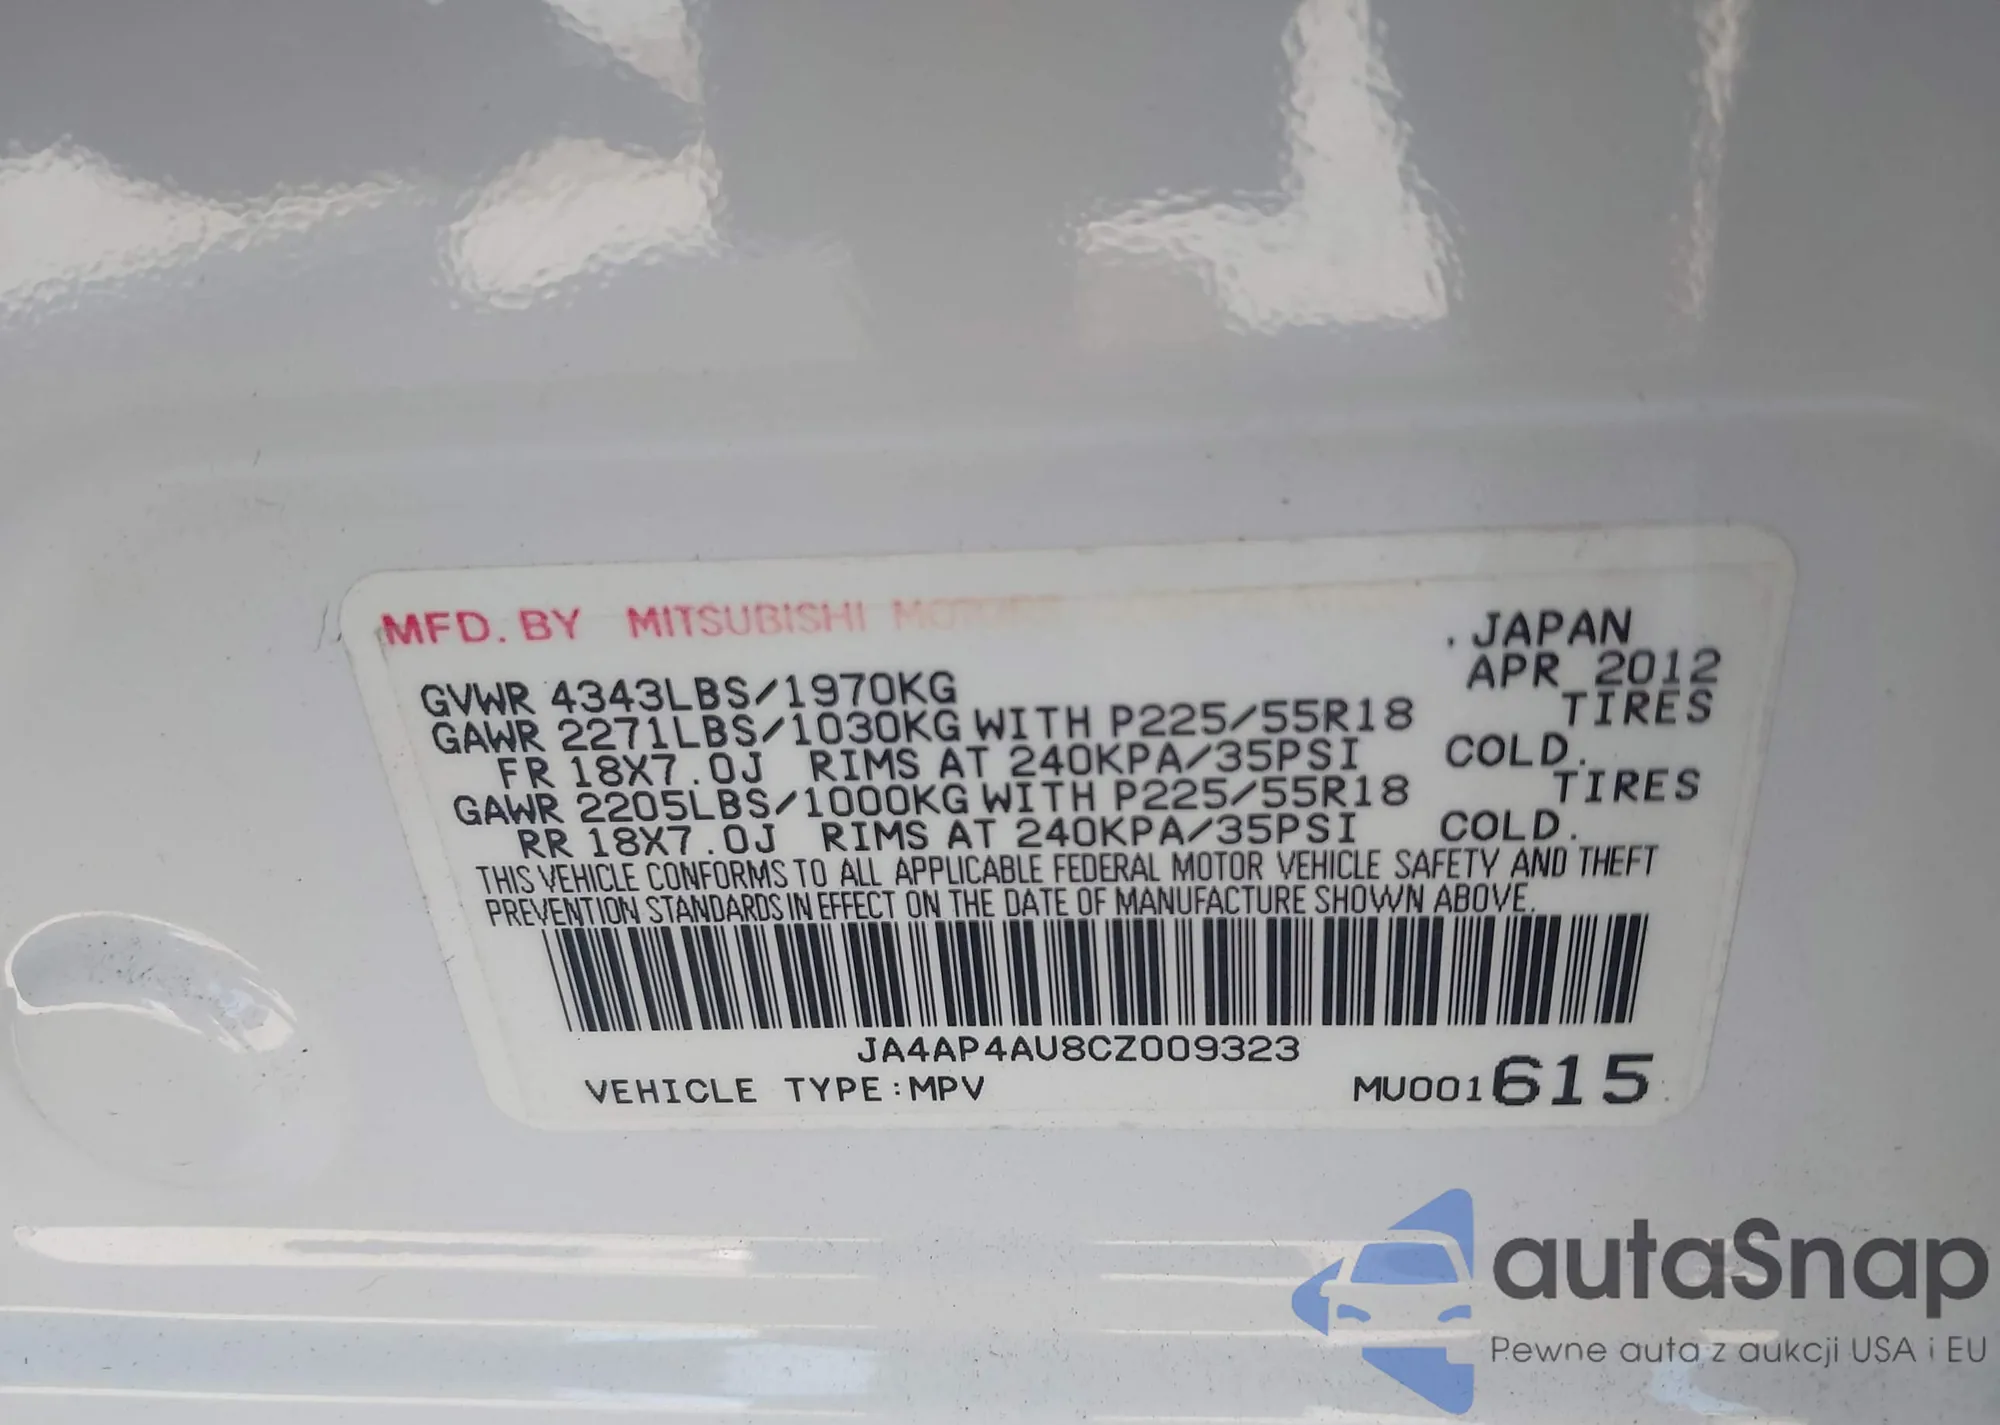 MFD. BY MITSUBISHI MOTORS
. JAPAN
APR 2012
GVWR 4343LBS/1970KG
GAWR 2271LBS/1030KG WITH P225/55R18 TIRES
FR 18X7.0J RIMS AT 240KPA/35PSI COLD.
GAWR 2205LBS/1000KG WITH P225/55R18 TIRES
RR 18X7.0J RIMS AT 240KPA/35PSI COLD.
THIS VEHICLE CONFORMS TO ALL APPLICABLE FEDERAL MOTOR VEHICLE SAFETY AND THEFT
PREVENTION STANDARDS IN EFFECT ON THE DATE OF MANUFACTURE SHOWN ABOVE.
JA4AP4AU8CZ009323
VEHICLE TYPE:MPV MU001615
autaSnap
Pewne auta z aukcji USA i EU